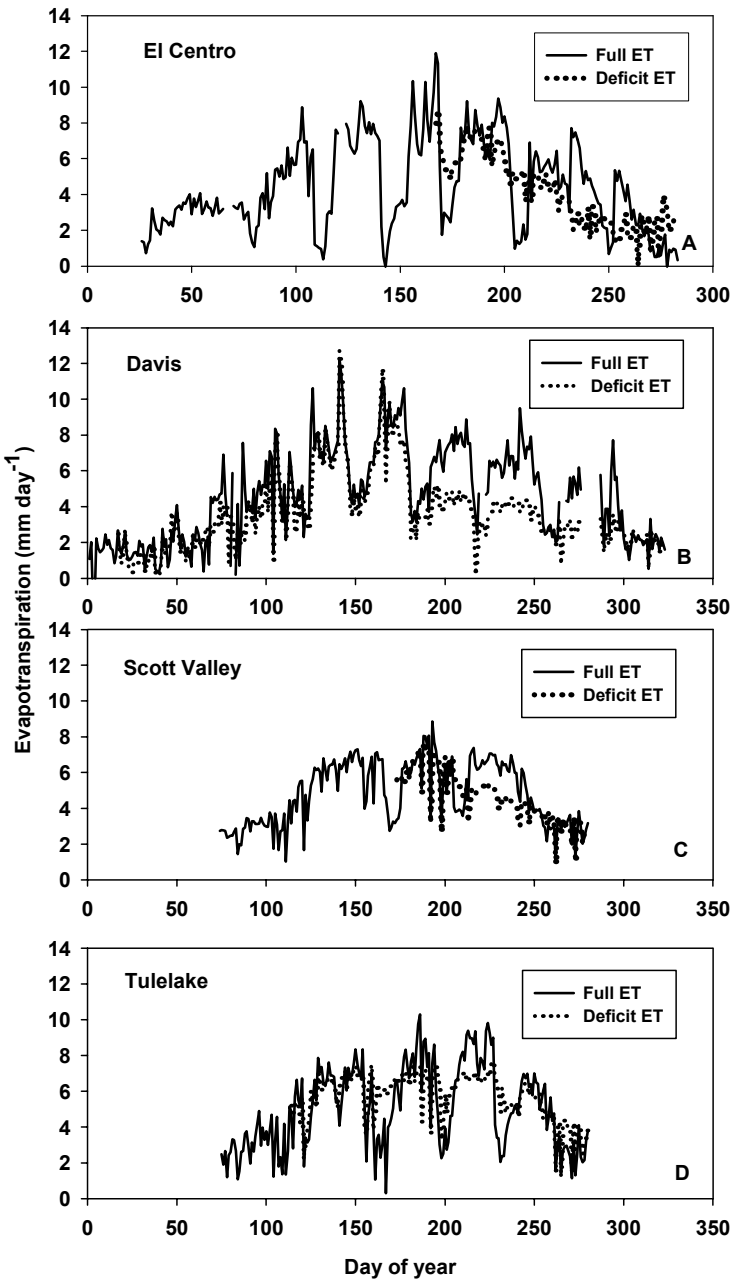 Evapotranspiration (mm day-1)
14
12
10
8
6
4
2
0
El Centro
Full ET
Deficit ET
A
0 50 100 150 200 250 300
14
12
10
8
6
4
2
0
Davis
Full ET
Deficit ET
B
0 50 100 150 200 250 300 350
14
12
10
8
6
4
2
0
Scott Valley
Full ET
Deficit ET
C
0 50 100 150 200 250 300 350
14
12
10
8
6
4
2
0
Tulelake
Full ET
Deficit ET
D
0 50 100 150 200 250 300 350
Day of year